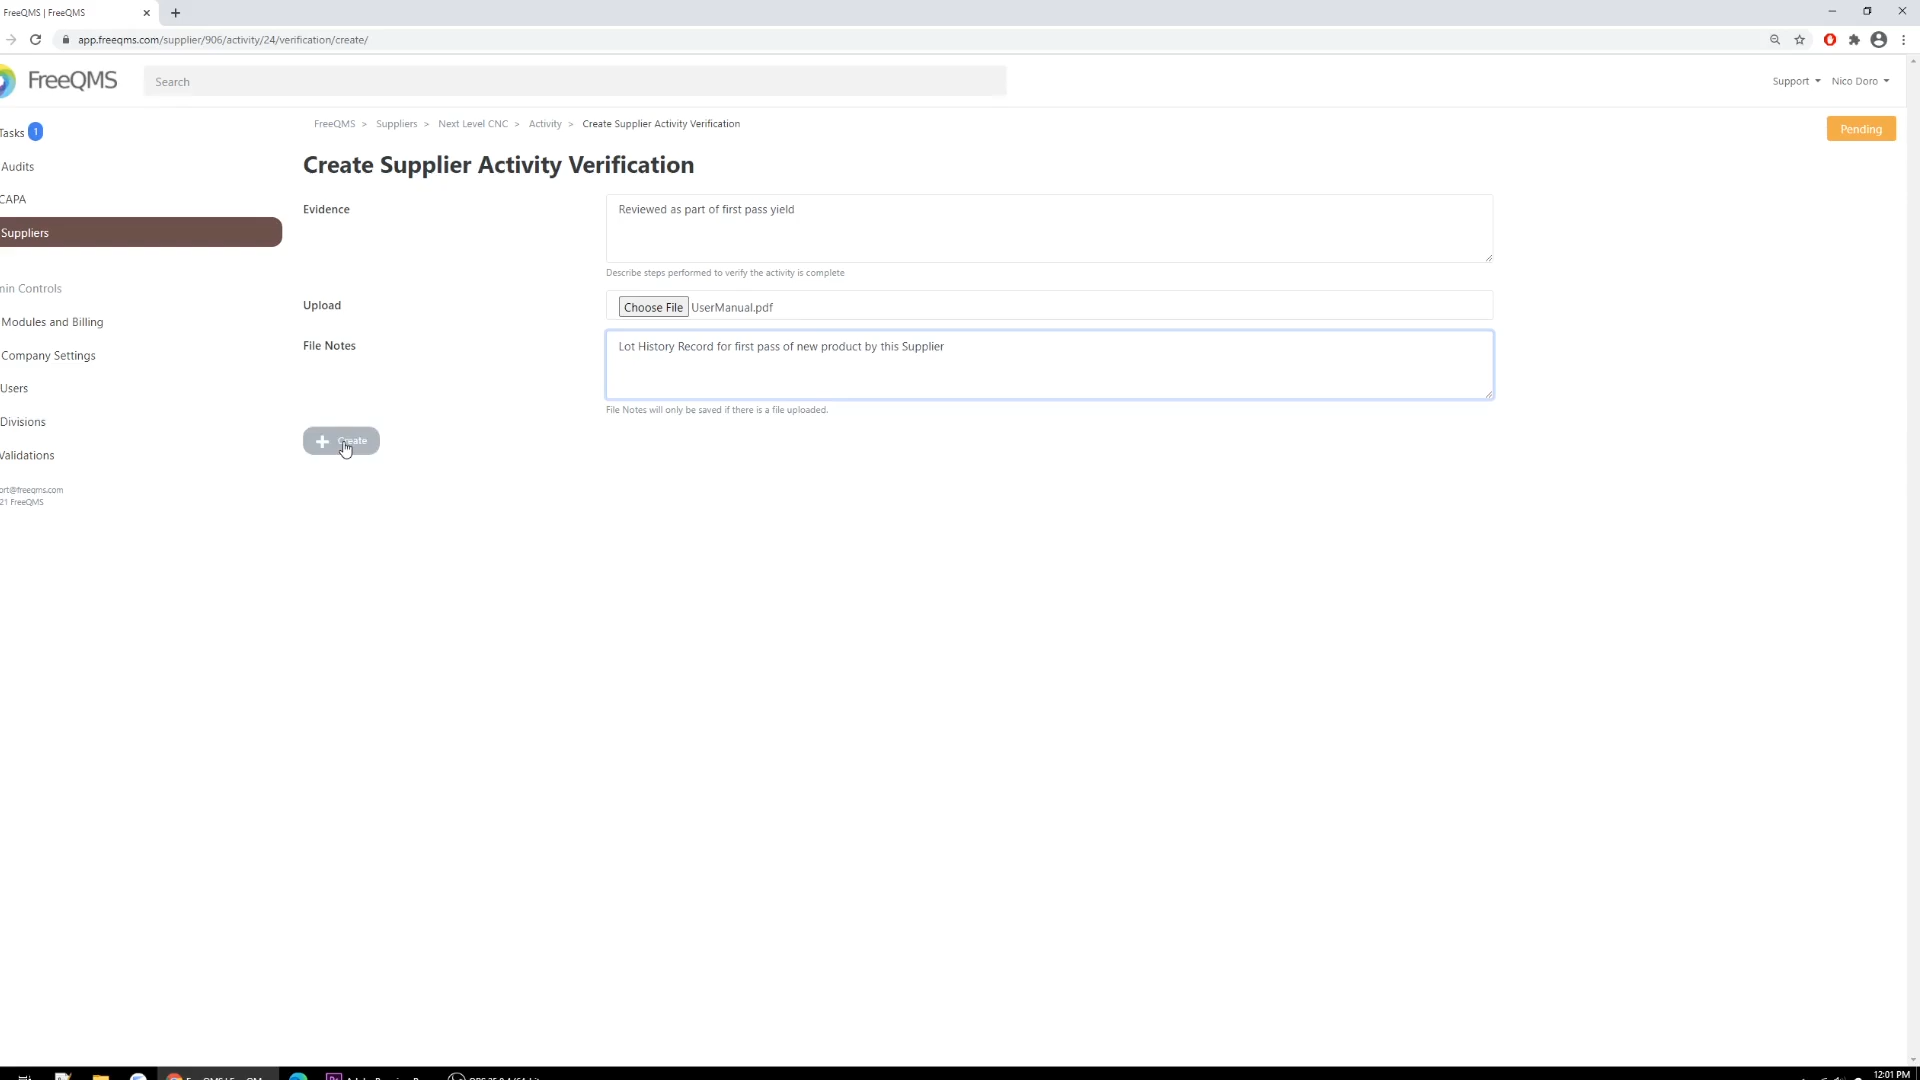 FreeQMS | FreeQMS
app.freeqms.com/supplier/906/activity/24/verification/create/
FreeQMS
Search
Support
Nico Doro
Tasks 1
Audits
CAPA
Suppliers
min Controls
Modules and Billing
Company Settings
Users
Divisions
Validations
ort@freeqms.com
21 FreeQMS
FreeQMS > Suppliers > Next Level CNC > Activity > Create Supplier Activity Verification
Pending
Create Supplier Activity Verification
Evidence
Reviewed as part of first pass yield
Describe steps performed to verify the activity is complete
Upload
Choose File UserManual.pdf
File Notes
Lot History Record for first pass of new product by this Supplier
File Notes will only be saved if there is a file uploaded.
Create
12:01 PM